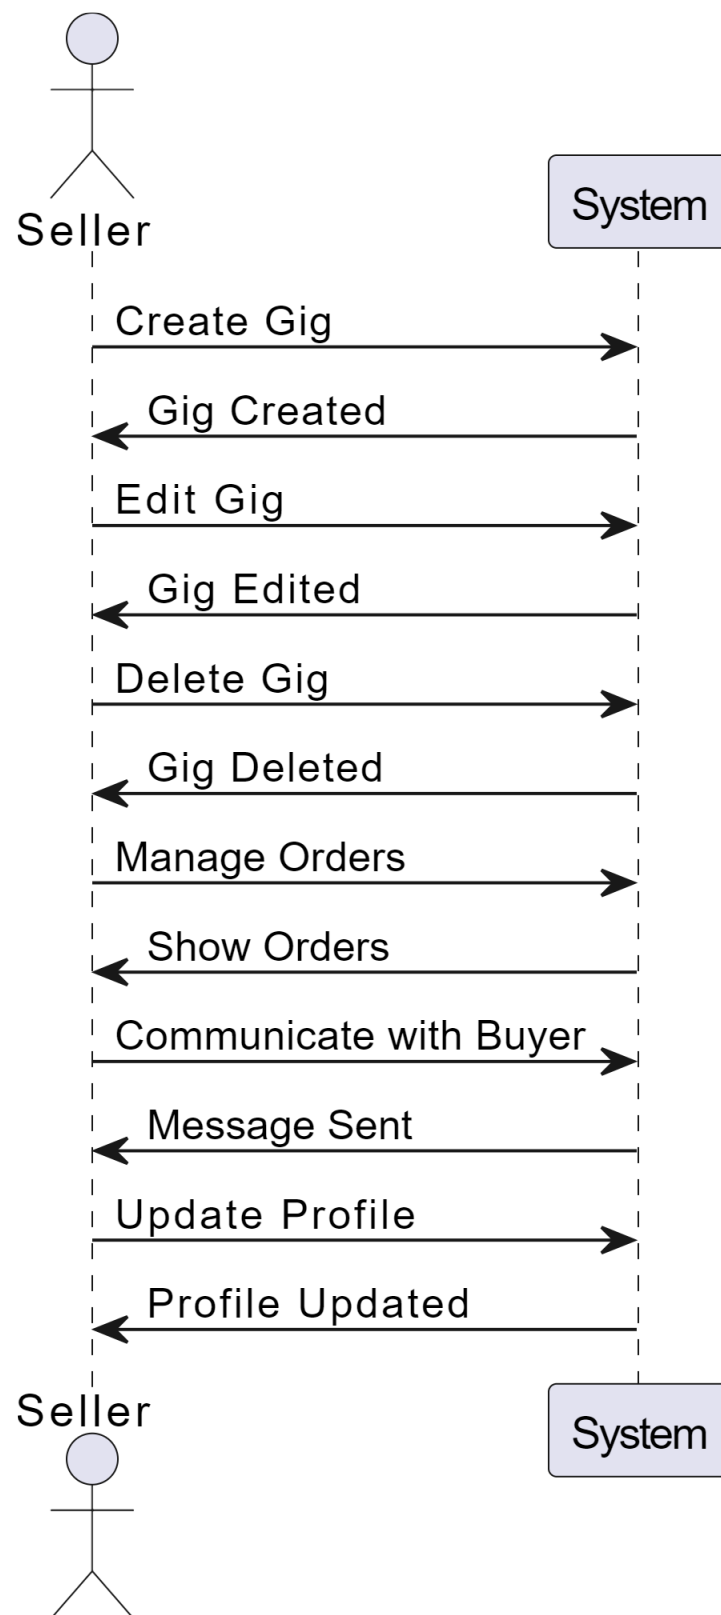 Seller
System
Create Gig
Gig Created
Edit Gig
Gig Edited
Delete Gig
Gig Deleted
Manage Orders
Show Orders
Communicate with Buyer
Message Sent
Update Profile
Profile Updated
Seller
System